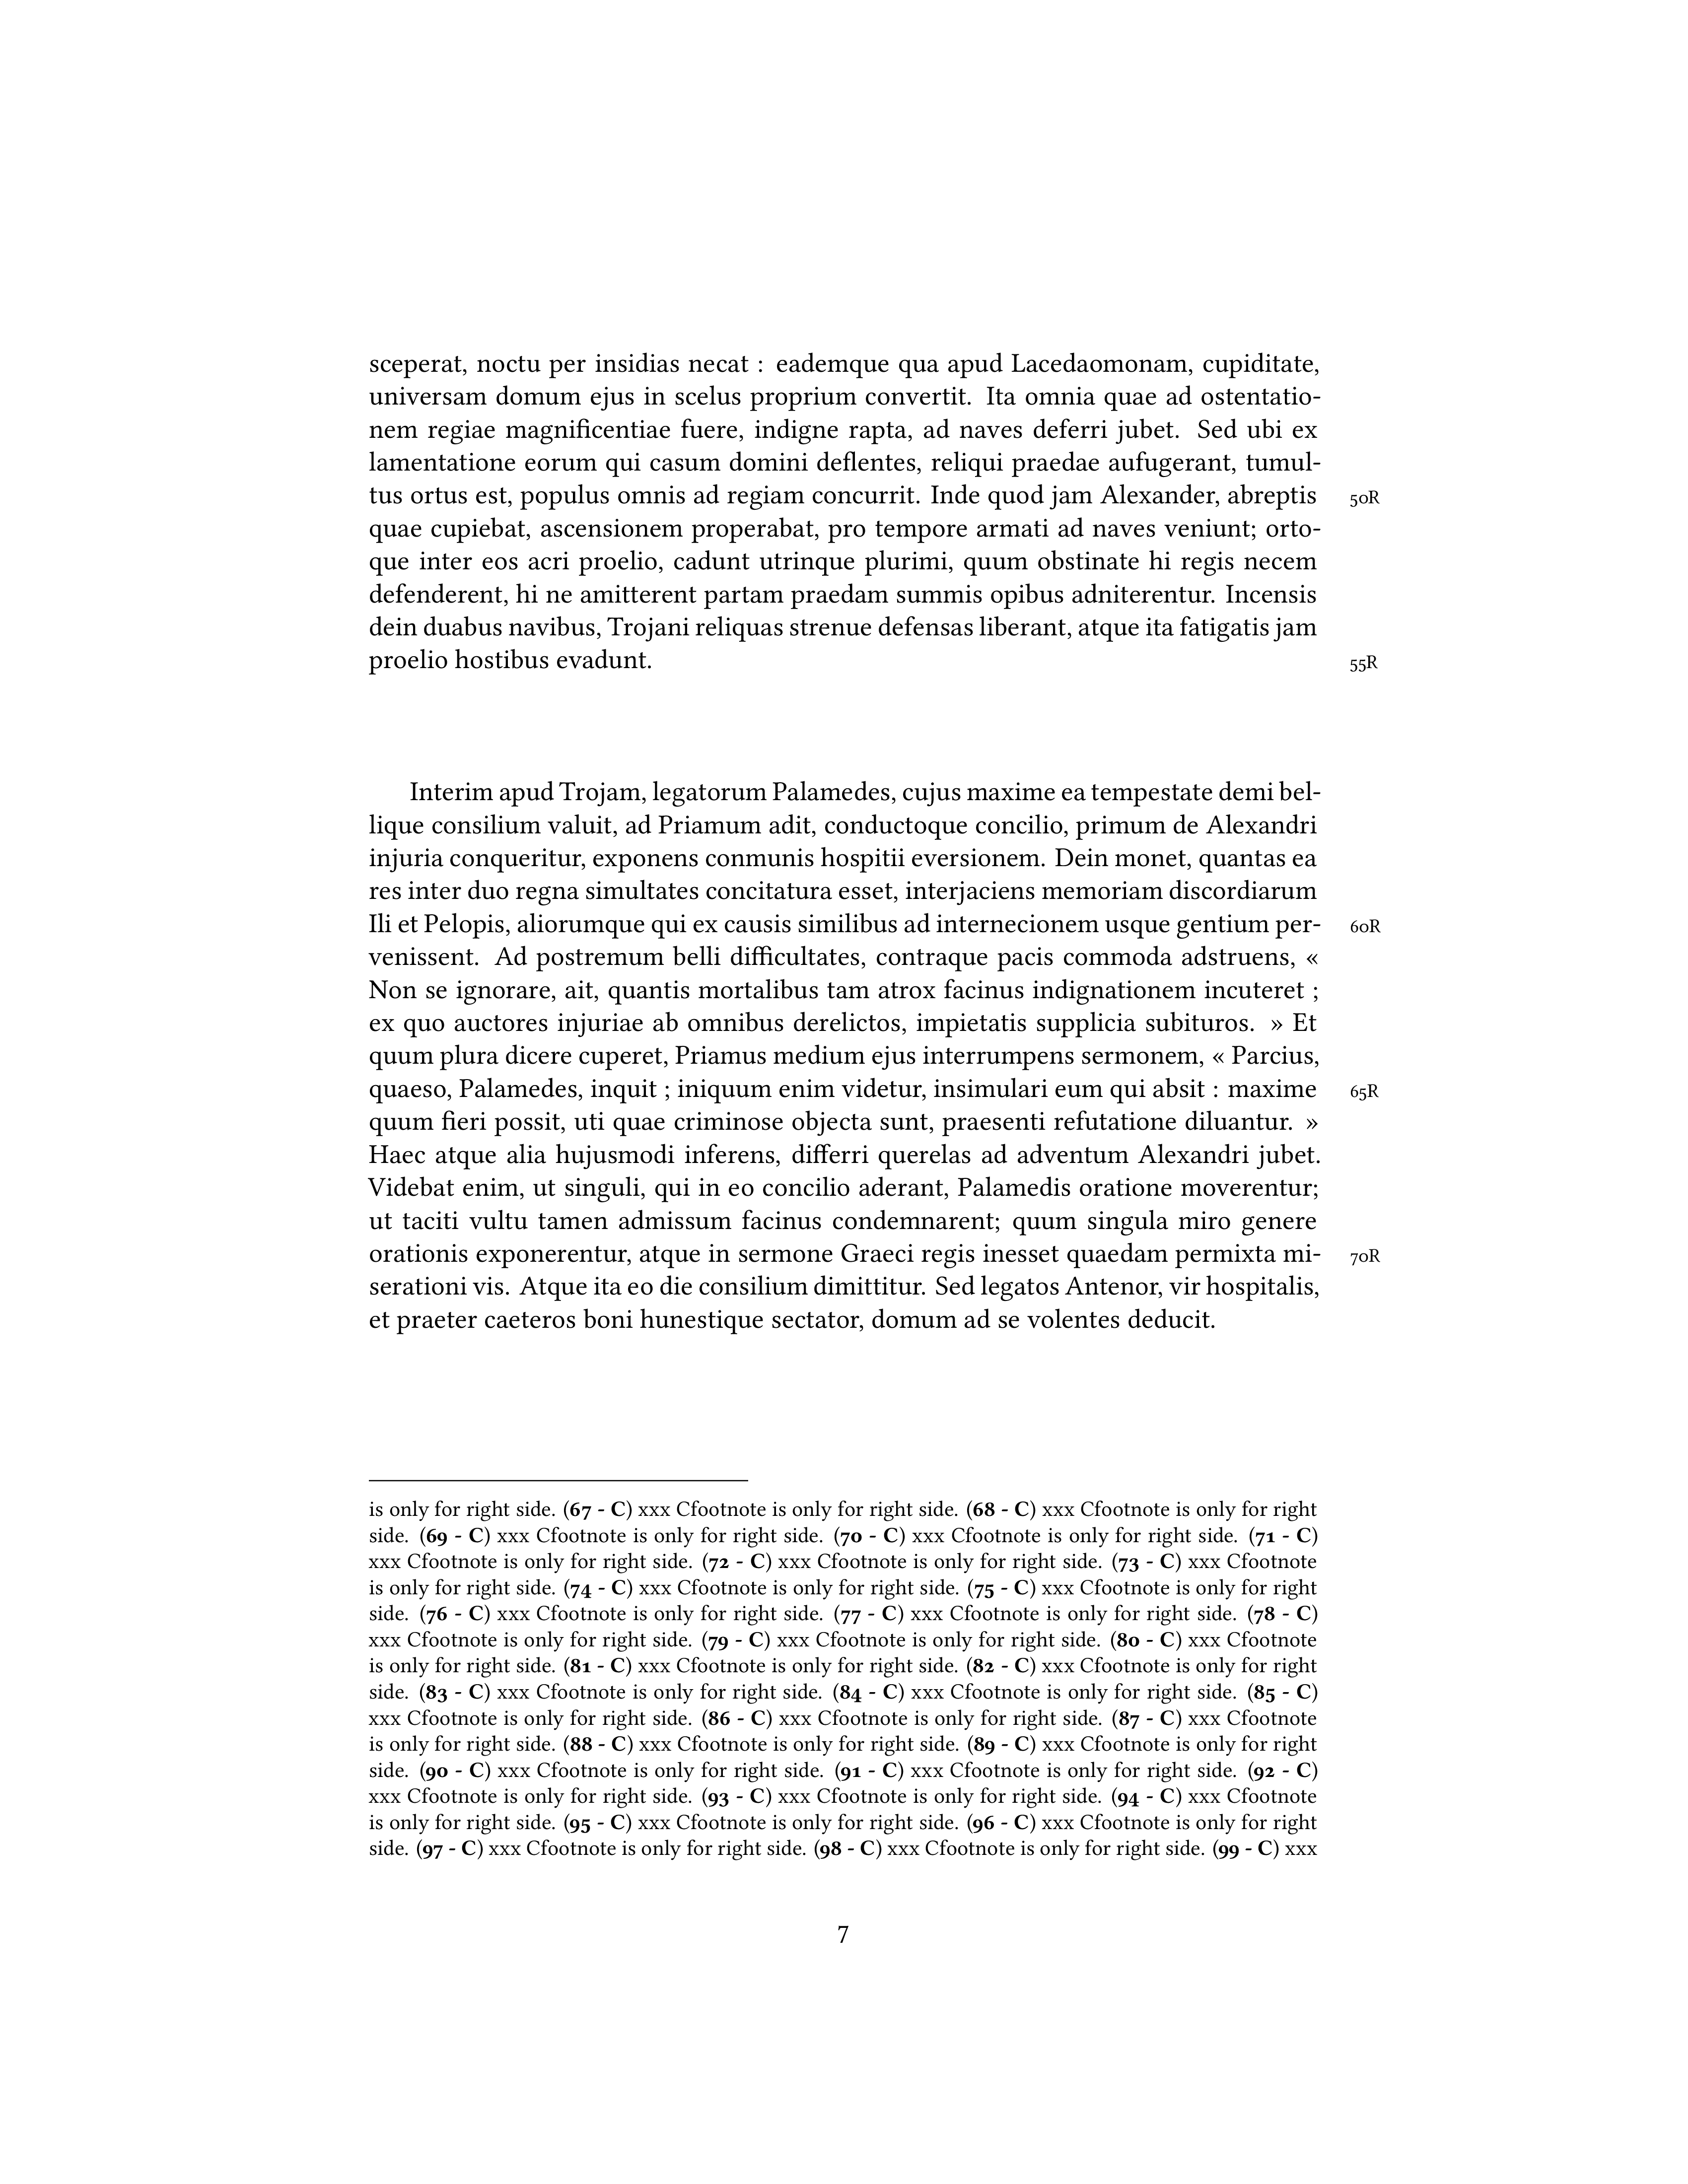 sceperat, noctu per insidias necat : eademque qua apud Lacedaomonam, cupiditate,
universam domum ejus in scelus proprium convertit. Ita omnia quae ad ostentatio-
nem regiae magnificentiae fuere, indigne rapta, ad naves deferri jubet. Sed ubi ex
lamentatione eorum qui casum domini deflentes, reliqui praedae aufugerant, tumul-
tus ortus est, populus omnis ad regiam concurrit. Inde quod jam Alexander, abreptis 50R
quae cupiebat, ascensionem properabat, pro tempore armati ad naves veniunt; orto-
que inter eos acri proelio, cadunt utrinque plurimi, quum obstinate hi regis necem
defenderent, hi ne amitterent partam praedam summis opibus adniterentur. Incensis
dein duabus navibus, Trojani reliquas strenue defensas liberant, atque ita fatigatis jam
proelio hostibus evadunt. 55R
Interim apud Trojam, legatorum Palamedes, cujus maxime ea tempestate demi bel-
lique consilium valuit, ad Priamum adit, conductoque concilio, primum de Alexandri
injuria conqueritur, exponens conmunis hospitii eversionem. Dein monet, quantas ea
res inter duo regna simultates concitatura esset, interjaciens memoriam discordiarum
Ili et Pelopis, aliorumque qui ex causis similibus ad internecionem usque gentium per- 60R
venissent. Ad postremum belli difficultates, contraque pacis commoda adstruens, «
Non se ignorare, ait, quantis mortalibus tam atrox facinus indignationem incuteret ;
ex quo auctores injuriae ab omnibus derelictos, impietatis supplicia subituros. » Et
quum plura dicere cuperet, Priamus medium ejus interrumpens sermonem, « Parcius,
quaeso, Palamedes, inquit ; iniquum enim videtur, insimulari eum qui absit : maxime 65R
quum fieri possit, uti quae criminose objecta sunt, praesenti refutatione diluantur. »
Haec atque alia hujusmodi inferens, differri querelas ad adventum Alexandri jubet.
Videbat enim, ut singuli, qui in eo concilio aderant, Palamedis oratione moverentur;
ut taciti vultu tamen admissum facinus condemnarent; quum singula miro genere
orationis exponerentur, atque in sermone Graeci regis inesset quaedam permixta mi- 70R
serationi vis. Atque ita eo die consilium dimittitur. Sed legatos Antenor, vir hospitalis,
et praeter caeteros boni hunestique sectator, domum ad se volentes deducit.
is only for right side. (67 - C) xxx Cfootnote is only for right side. (68 - C) xxx Cfootnote is only for right
side. (69 - C) xxx Cfootnote is only for right side. (70 - C) xxx Cfootnote is only for right side. (71 - C)
xxx Cfootnote is only for right side. (72 - C) xxx Cfootnote is only for right side. (73 - C) xxx Cfootnote
is only for right side. (74 - C) xxx Cfootnote is only for right side. (75 - C) xxx Cfootnote is only for right
side. (76 - C) xxx Cfootnote is only for right side. (77 - C) xxx Cfootnote is only for right side. (78 - C)
xxx Cfootnote is only for right side. (79 - C) xxx Cfootnote is only for right side. (80 - C) xxx Cfootnote
is only for right side. (81 - C) xxx Cfootnote is only for right side. (82 - C) xxx Cfootnote is only for right
side. (83 - C) xxx Cfootnote is only for right side. (84 - C) xxx Cfootnote is only for right side. (85 - C)
xxx Cfootnote is only for right side. (86 - C) xxx Cfootnote is only for right side. (87 - C) xxx Cfootnote
is only for right side. (88 - C) xxx Cfootnote is only for right side. (89 - C) xxx Cfootnote is only for right
side. (90 - C) xxx Cfootnote is only for right side. (91 - C) xxx Cfootnote is only for right side. (92 - C)
xxx Cfootnote is only for right side. (93 - C) xxx Cfootnote is only for right side. (94 - C) xxx Cfootnote
is only for right side. (95 - C) xxx Cfootnote is only for right side. (96 - C) xxx Cfootnote is only for right
side. (97 - C) xxx Cfootnote is only for right side. (98 - C) xxx Cfootnote is only for right side. (99 - C) xxx
7